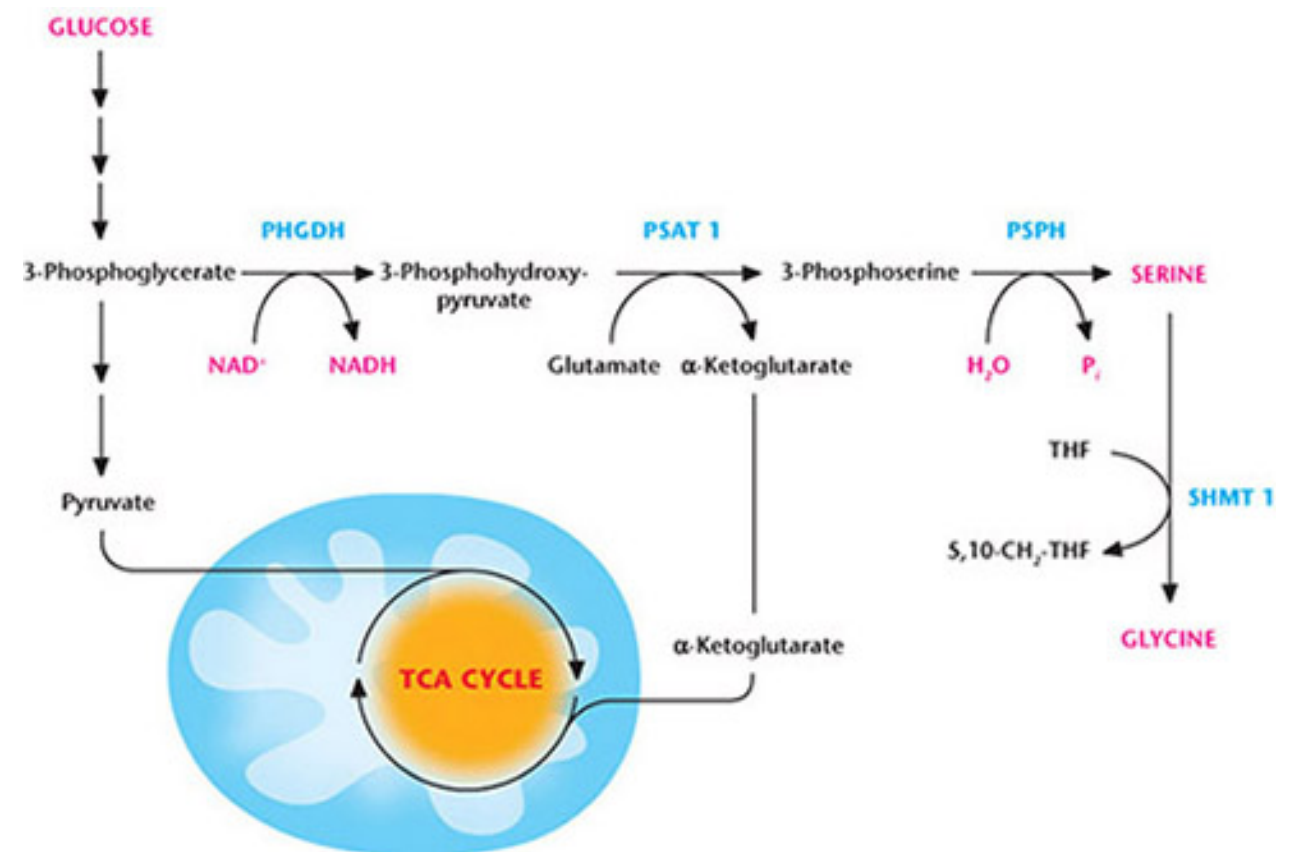 GLUCOSE
PHGDH
PSAT 1
PSPH
3-Phosphoglycerate
3-Phosphohydroxy-
pyruvate
3-Phosphoserine
SERINE
NAD⁺
NADH
Glutamate
α-Ketoglutarate
H₂O
Pᵢ
THF
SHMT 1
5,10-CH₂-THF
Pyruvate
α-Ketoglutarate
GLYCINE
TCA CYCLE